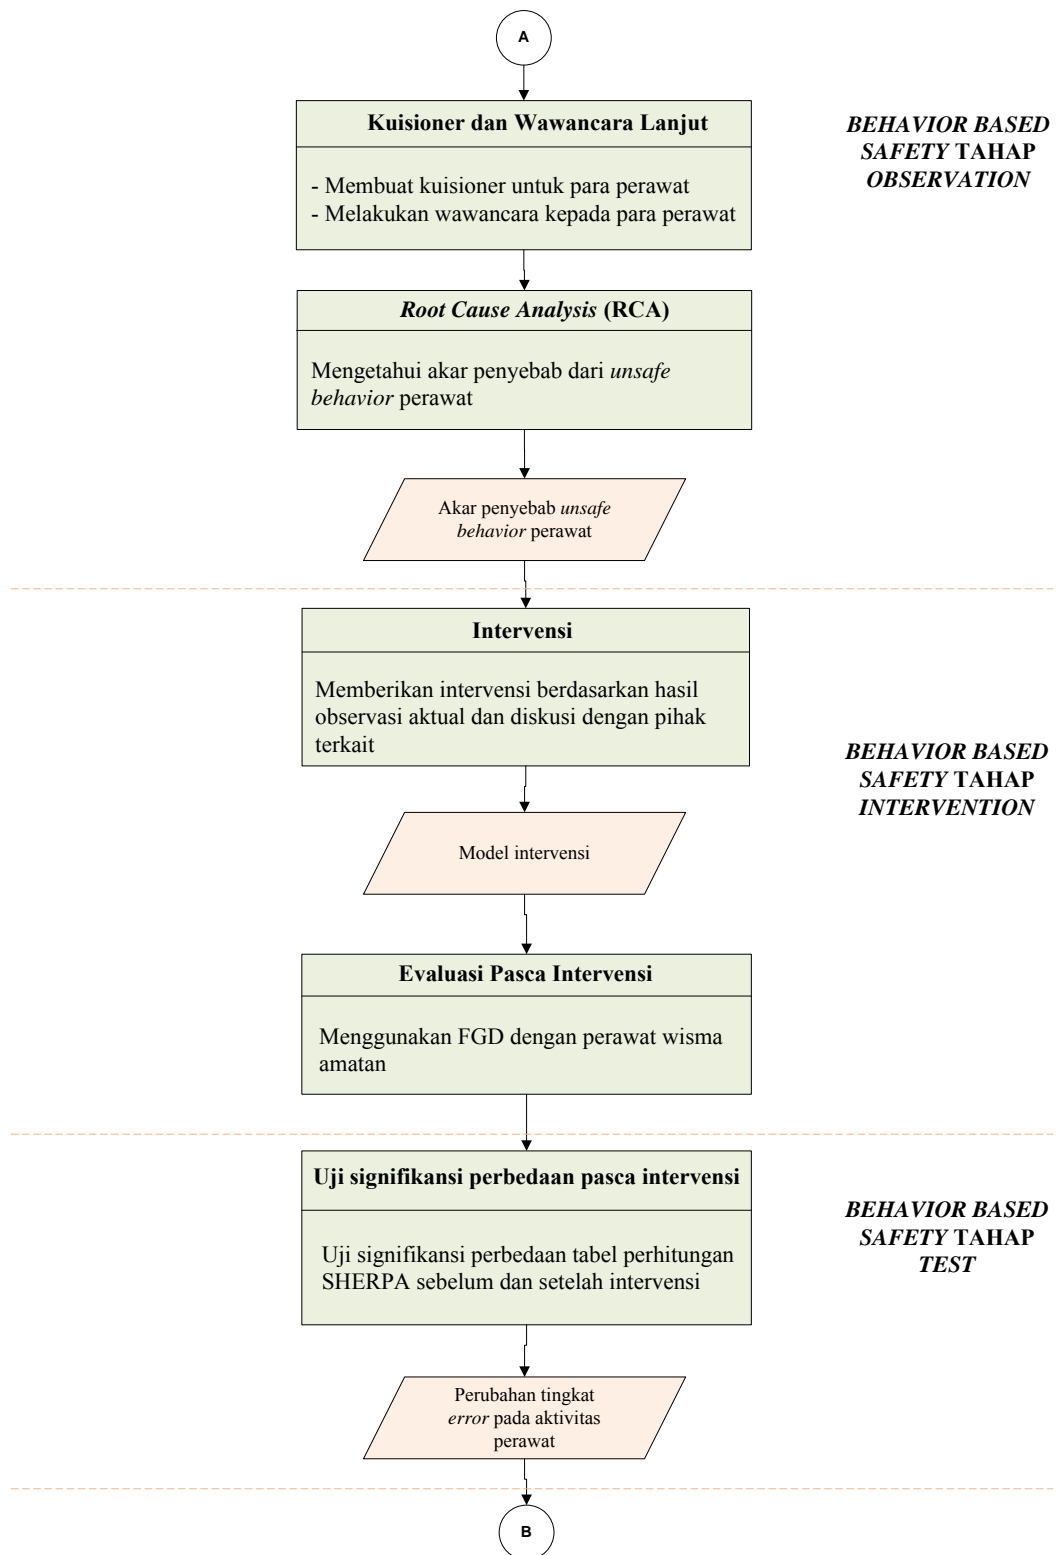 A
Kuisioner dan Wawancara Lanjut
- Membuat kuisioner untuk para perawat
- Melakukan wawancara kepada para perawat
BEHAVIOR BASED
SAFETY TAHAP
OBSERVATION
Root Cause Analysis (RCA)
Mengetahui akar penyebab dari unsafe
behavior perawat
Akar penyebab unsafe
behavior perawat
Intervensi
Memberikan intervensi berdasarkan hasil
observasi aktual dan diskusi dengan pihak
terkait
BEHAVIOR BASED
SAFETY TAHAP
INTERVENTION
Model intervensi
Evaluasi Pasca Intervensi
Menggunakan FGD dengan perawat wisma
amatan
Uji signifikansi perbedaan pasca intervensi
Uji signifikansi perbedaan tabel perhitungan
SHERPA sebelum dan setelah intervensi
BEHAVIOR BASED
SAFETY TAHAP
TEST
Perubahan tingkat
error pada aktivitas
perawat
B